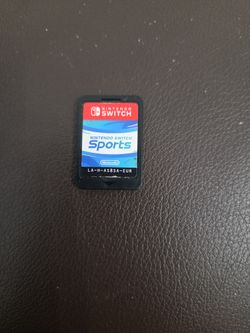 NINTENDO
SWITCH
NINTENDO SWITCH
Sports
Nintendo
LA-H-AS8SA-EUR